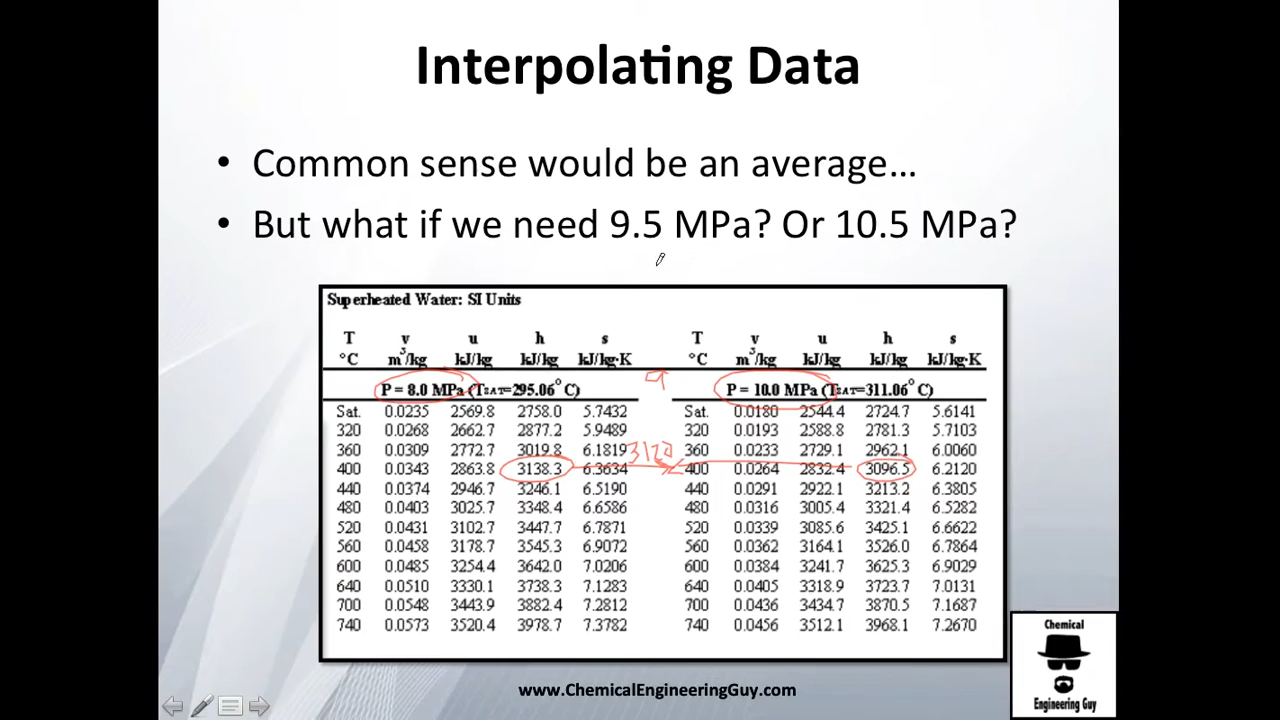 Interpolating Data
• Common sense would be an average...
• But what if we need 9.5 MPa? Or 10.5 MPa?
Superheated Water: SI Units
T v u h s T v u h s
°C m³/kg kJ/kg kJ/kg kJ/kg·K °C m³/kg kJ/kg kJ/kg kJ/kg·K
P = 8.0 MPa (TSAT=295.06°C) 9 P = 10.0 MPa (TSAT=311.06°C)
Sat. 0.0235 2569.8 2758.0 5.7432 Sat. 0.0180 2544.4 2724.7 5.6141
320 0.0268 2662.7 2877.2 5.9489 320 0.0193 2588.8 2781.3 5.7103
360 0.0309 2772.7 3019.8 6.1819 3120 360 0.0233 2729.1 2962.1 6.0060
400 0.0343 2863.8 3138.3 6.3634 400 0.0264 2832.4 3096.5 6.2120
440 0.0374 2946.7 3246.1 6.5190 440 0.0291 2922.1 3213.2 6.3805
480 0.0403 3025.7 3348.4 6.6586 480 0.0316 3005.4 3321.4 6.5282
520 0.0431 3102.7 3447.7 6.7871 520 0.0339 3085.6 3425.1 6.6622
560 0.0458 3178.7 3545.3 6.9072 560 0.0362 3164.1 3526.0 6.7864
600 0.0485 3254.4 3642.0 7.0206 600 0.0384 3241.7 3625.3 6.9029
640 0.0510 3330.1 3738.3 7.1283 640 0.0405 3318.9 3723.7 7.0131
700 0.0548 3443.9 3882.4 7.2812 700 0.0436 3434.7 3870.5 7.1687
740 0.0573 3520.4 3978.7 7.3782 740 0.0456 3512.1 3968.1 7.2670
www.ChemicalEngineeringGuy.com
Chemical
Engineering Guy